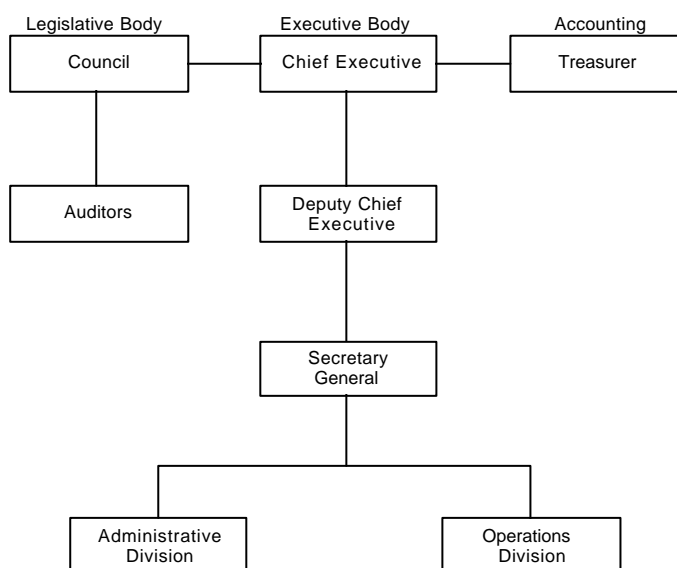 Legislative Body
Executive Body
Accounting
Council
Chief Executive
Treasurer
Auditors
Deputy Chief
Executive
Secretary
General
Administrative
Division
Operations
Division